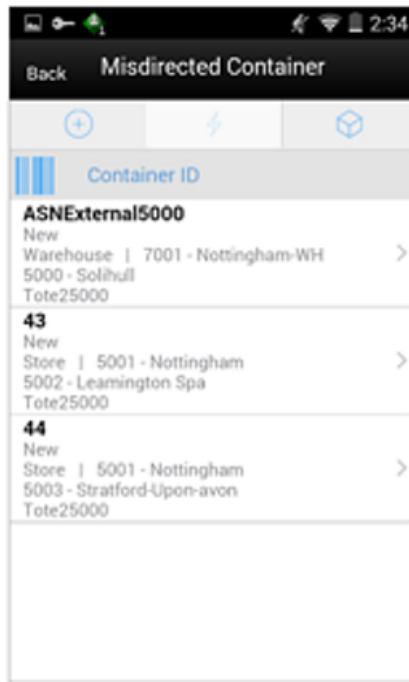 2:34
Back Misdirected Container
Container ID
ASNExternal5000
New
Warehouse | 7001 - Nottingham-WH
5000 - Solihull
Tote25000
43
New
Store | 5001 - Nottingham
5002 - Leamington Spa
Tote25000
44
New
Store | 5001 - Nottingham
5003 - Stratford-Upon-avon
Tote25000